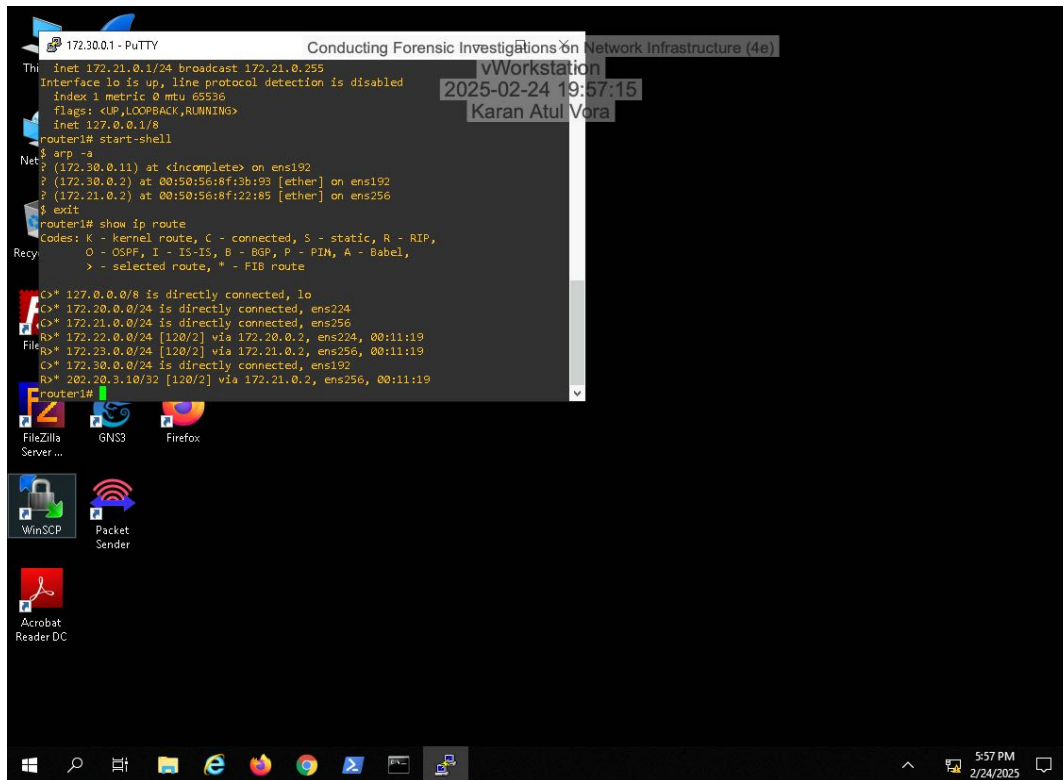 172.30.0.1 - PuTTY
Conducting Forensic Investigations on Network Infrastructure (4e)
vWorkstation
2025-02-24 19:57:15
Karan Atul Vora
inet 172.21.0.1/24 broadcast 172.21.0.255
Interface lo is up, line protocol detection is disabled
index 1 metric 0 mtu 65536
flags: <UP,LOOPBACK,RUNNING>
inet 127.0.0.1/8
router1# start-shell
$ arp -a
? (172.30.0.11) at <incomplete> on ens192
? (172.30.0.2) at 00:50:56:8f:3b:93 [ether] on ens192
? (172.21.0.2) at 00:50:56:8f:22:85 [ether] on ens256
$ exit
router1# show ip route
Codes: K - kernel route, C - connected, S - static, R - RIP,
O - OSPF, I - IS-IS, B - BGP, P - PIM, A - Babel,
> - selected route, * - FIB route
C>* 127.0.0.0/8 is directly connected, lo
C>* 172.20.0.0/24 is directly connected, ens224
C>* 172.21.0.0/24 is directly connected, ens256
R>* 172.22.0.0/24 [120/2] via 172.20.0.2, ens224, 00:11:19
R>* 172.23.0.0/24 [120/2] via 172.21.0.2, ens256, 00:11:19
C>* 172.30.0.0/24 is directly connected, ens192
R>* 202.20.3.10/32 [120/2] via 172.21.0.2, ens256, 00:11:19
router1#
Thi
Net
Recy
File
FileZilla
Server ...
GNS3
Firefox
WinSCP
Packet
Sender
Acrobat
Reader DC
5:57 PM
2/24/2025